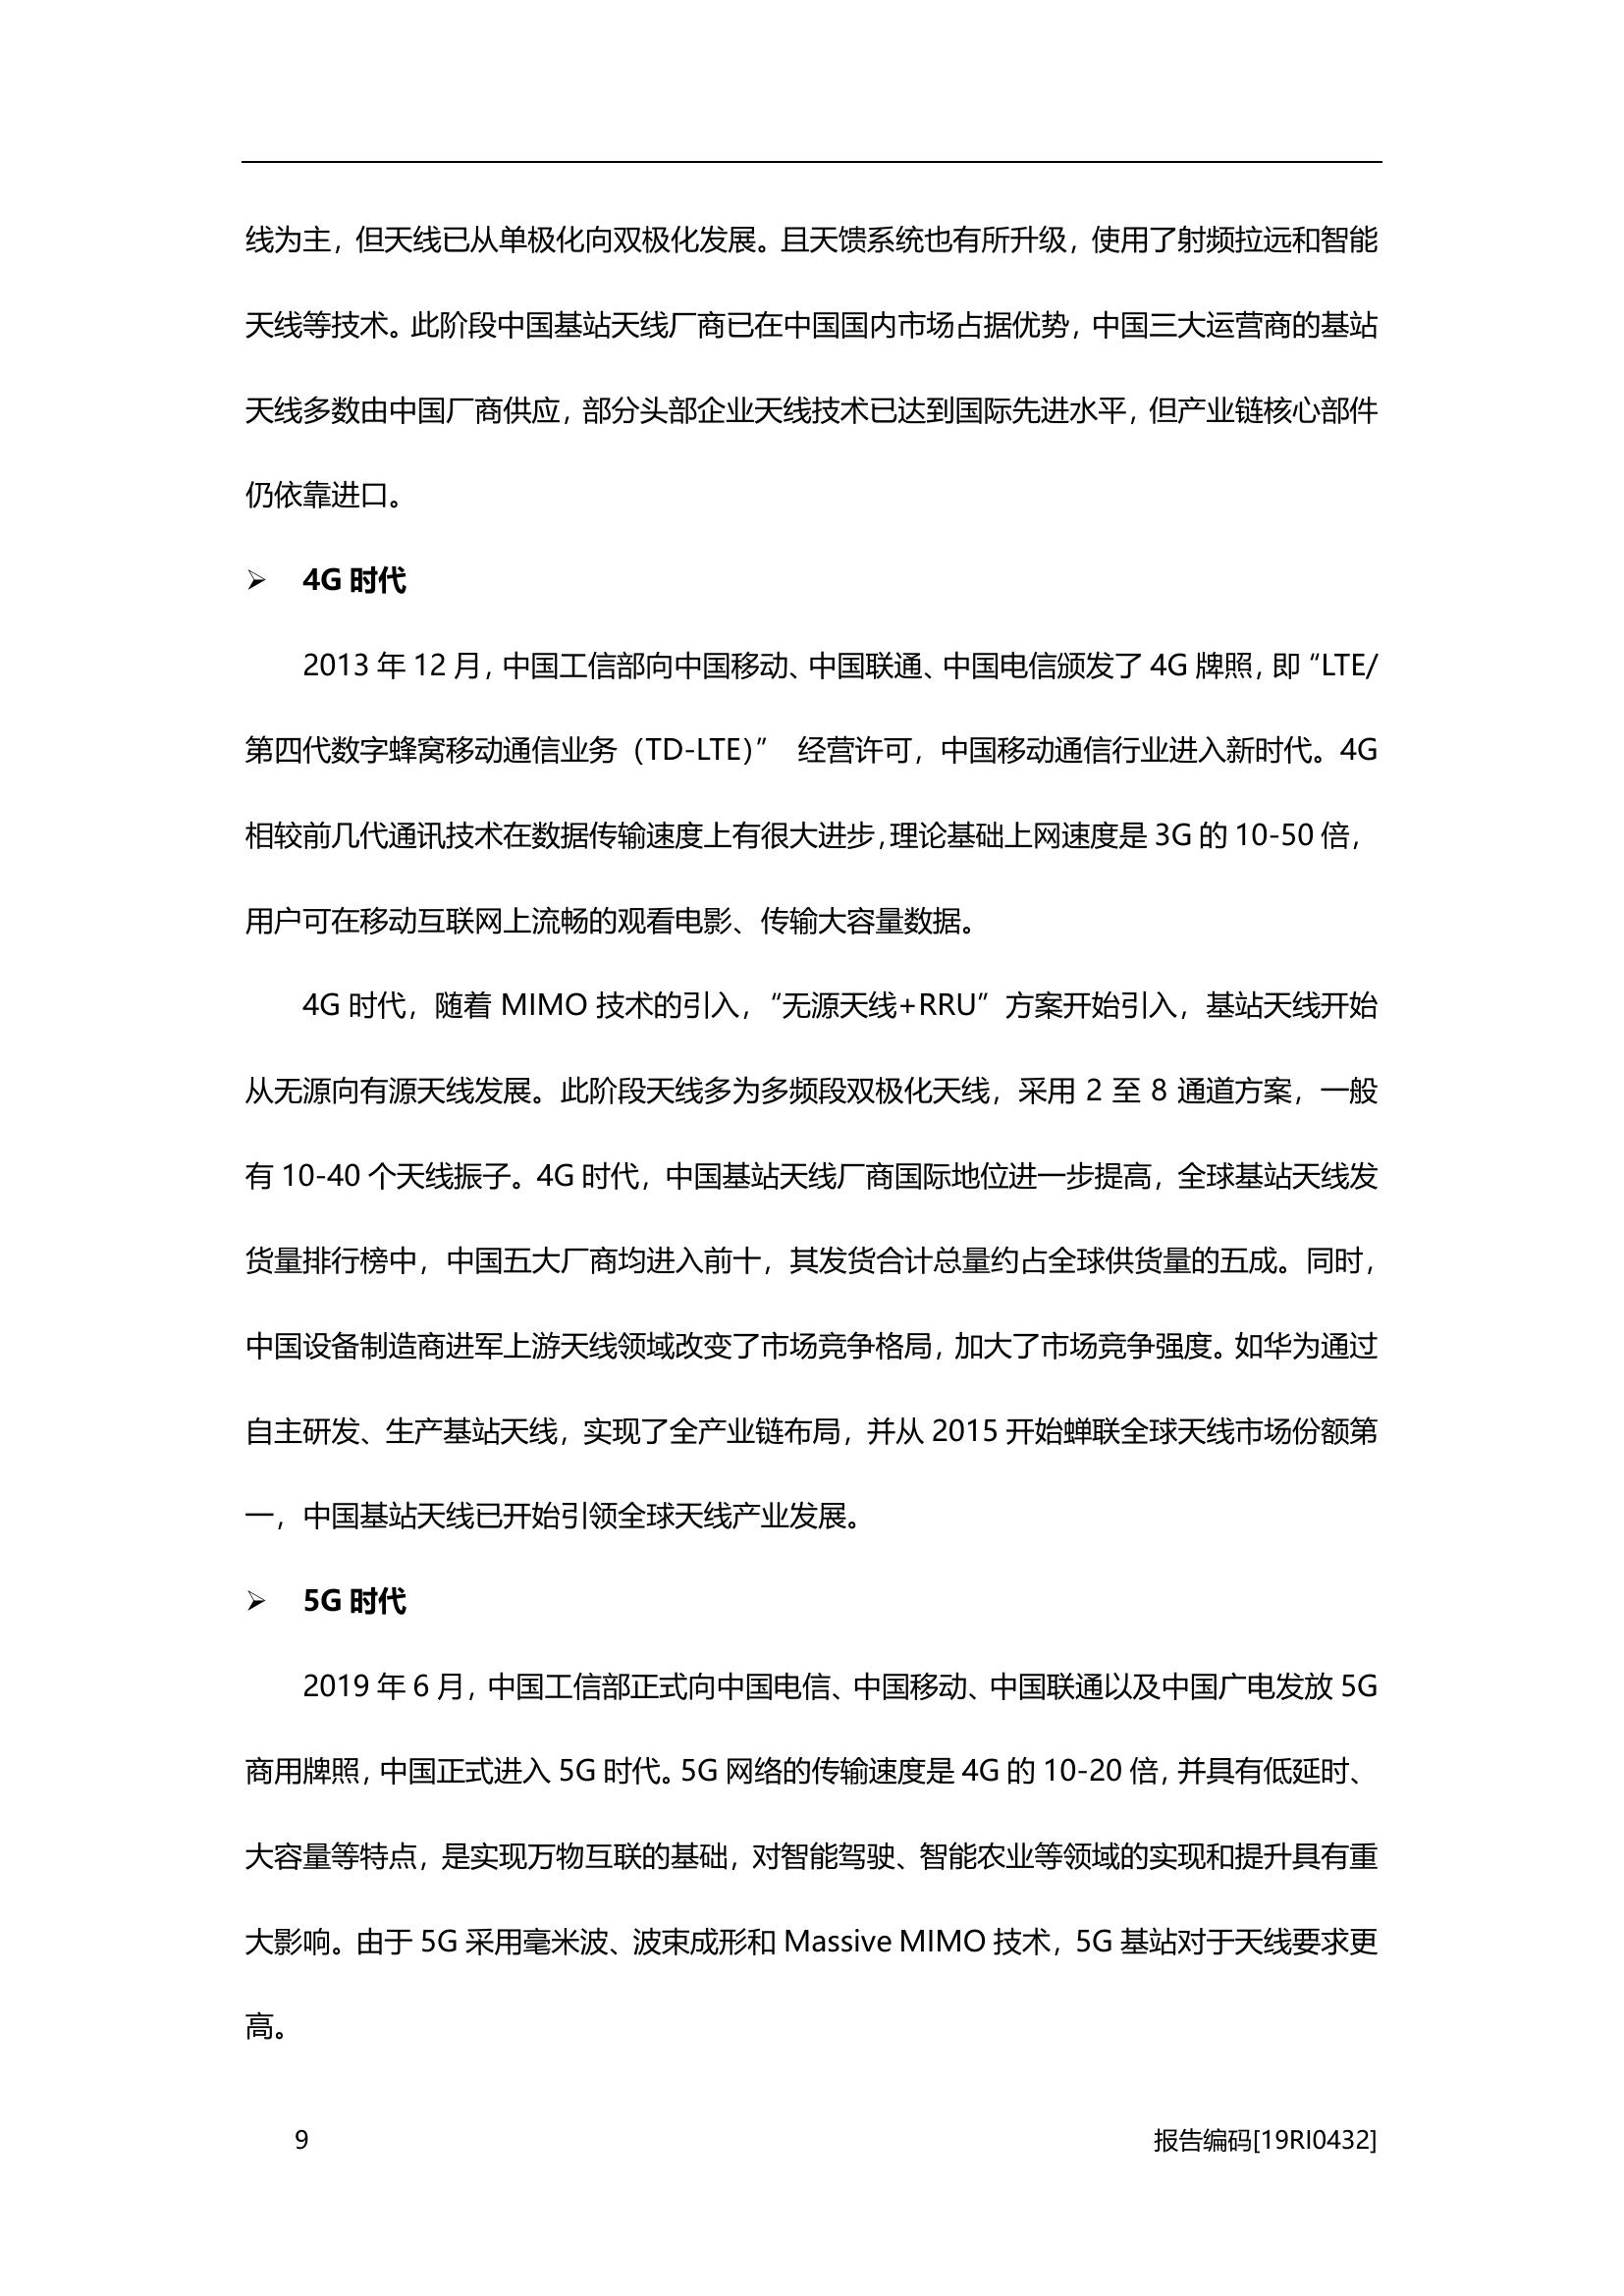 线为主，但天线已从单极化向双极化发展。且天馈系统也有所升级，使用了射频拉远和智能
天线等技术。此阶段中国基站天线厂商已在中国国内市场占据优势，中国三大运营商的基站
天线多数由中国厂商供应，部分头部企业天线技术已达到国际先进水平，但产业链核心部件
仍依靠进口。
➢ 4G 时代
2013 年 12 月，中国工信部向中国移动、中国联通、中国电信颁发了 4G 牌照，即“LTE/
第四代数字蜂窝移动通信业务（TD-LTE）” 经营许可，中国移动通信行业进入新时代。4G
相较前几代通讯技术在数据传输速度上有很大进步，理论基础上网速度是 3G 的 10-50 倍，
用户可在移动互联网上流畅的观看电影、传输大容量数据。
4G 时代，随着 MIMO 技术的引入，“无源天线+RRU”方案开始引入，基站天线开始
从无源向有源天线发展。此阶段天线多为多频段双极化天线，采用 2 至 8 通道方案，一般
有 10-40 个天线振子。4G 时代，中国基站天线厂商国际地位进一步提高，全球基站天线发
货量排行榜中，中国五大厂商均进入前十，其发货合计总量约占全球供货量的五成。同时，
中国设备制造商进军上游天线领域改变了市场竞争格局，加大了市场竞争强度。如华为通过
自主研发、生产基站天线，实现了全产业链布局，并从 2015 开始蝉联全球天线市场份额第
一，中国基站天线已开始引领全球天线产业发展。
➢ 5G 时代
2019 年 6 月，中国工信部正式向中国电信、中国移动、中国联通以及中国广电发放 5G
商用牌照，中国正式进入 5G 时代。5G 网络的传输速度是 4G 的 10-20 倍，并具有低延时、
大容量等特点，是实现万物互联的基础，对智能驾驶、智能农业等领域的实现和提升具有重
大影响。由于 5G 采用毫米波、波束成形和 Massive MIMO 技术，5G 基站对于天线要求更
高。
9 报告编码[19RI0432]